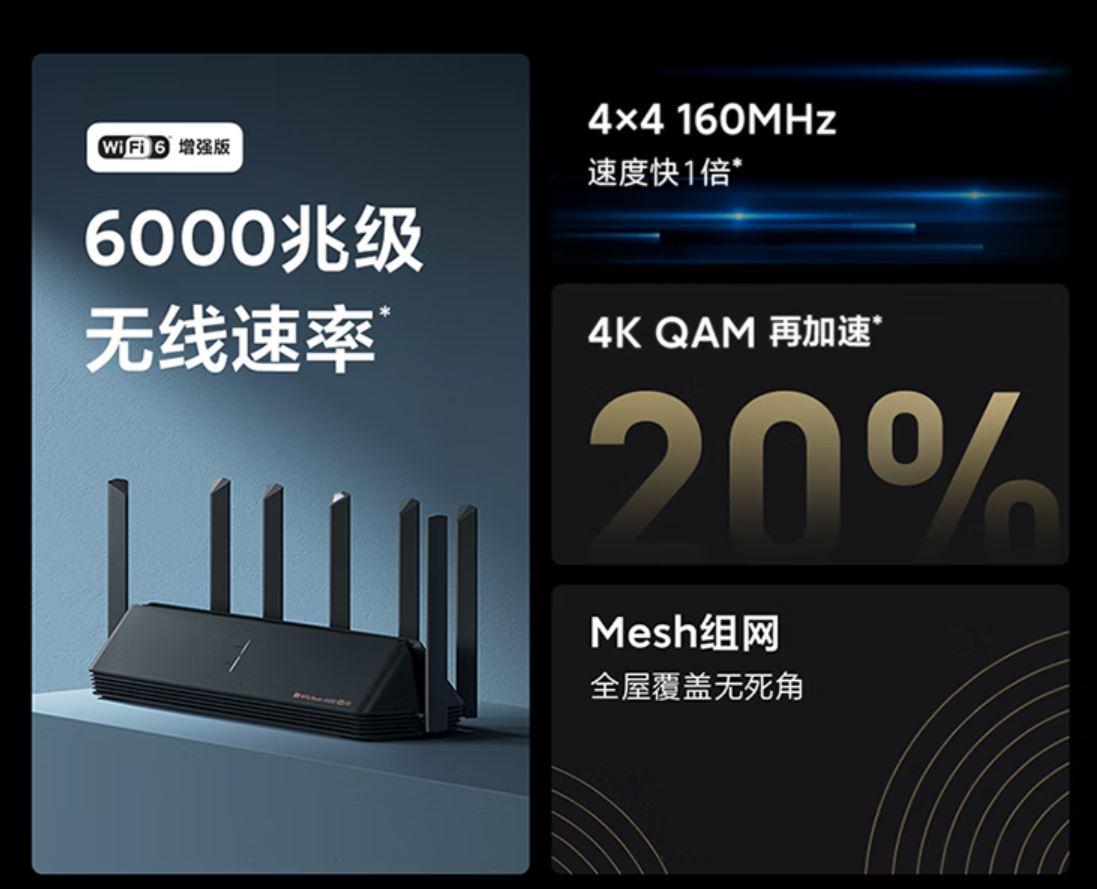 WiFi 6 增强版
6000兆级
无线速率*
4×4 160MHz
速度快1倍*
4K QAM 再加速*
20%
Mesh组网
全屋覆盖无死角